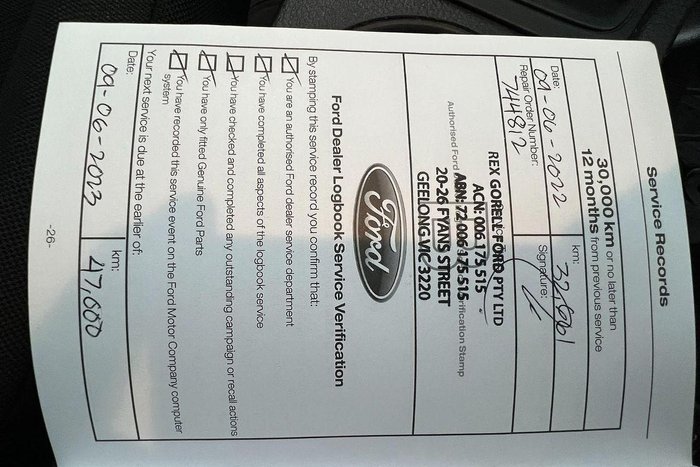 Service Records
30,000 km or no later than
12 months from previous service
Date: km:
09-06-2022 32,561
Repair Order Number: Signature:
744812
REX GORELL FORD PTY LTD
ACN: 006 175 515
Authorised Ford ABN: 72 006 175 515 rification Stamp
20-26 FYANS STREET
GEELONG VIC 3220
Ford
Ford Dealer Logbook Service Verification
By stamping this service record you confirm that:
You are an authorised Ford dealer service department
You have completed all aspects of the logbook service
You have checked and completed any outstanding campaign or recall actions
You have only fitted Genuine Ford Parts
You have recorded this service event on the Ford Motor Company computer
system
Your next service is due at the earlier of:
Date: km:
09-06-2023 47,600
-26-